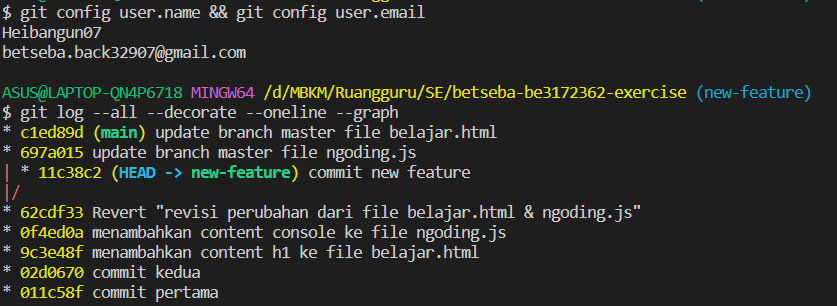 $ git config user.name && git config user.email
Heibangun07
betseba.back32907@gmail.com
ASUS@LAPTOP-QN4P6718 MINGW64 /d/MBKM/Ruangguru/SE/betseba-be3172362-exercise (new-feature)
$ git log --all --decorate --oneline --graph
* c1ed89d (main) update branch master file belajar.html
* 697a015 update branch master file ngoding.js
| * 11c38c2 (HEAD -> new-feature) commit new feature
|/
* 62cdf33 Revert "revisi perubahan dari file belajar.html & ngoding.js"
* 0f4ed0a menambahkan content console ke file ngoding.js
* 9c3e48f menambahkan content h1 ke file belajar.html
* 02d0670 commit kedua
* 011c58f commit pertama